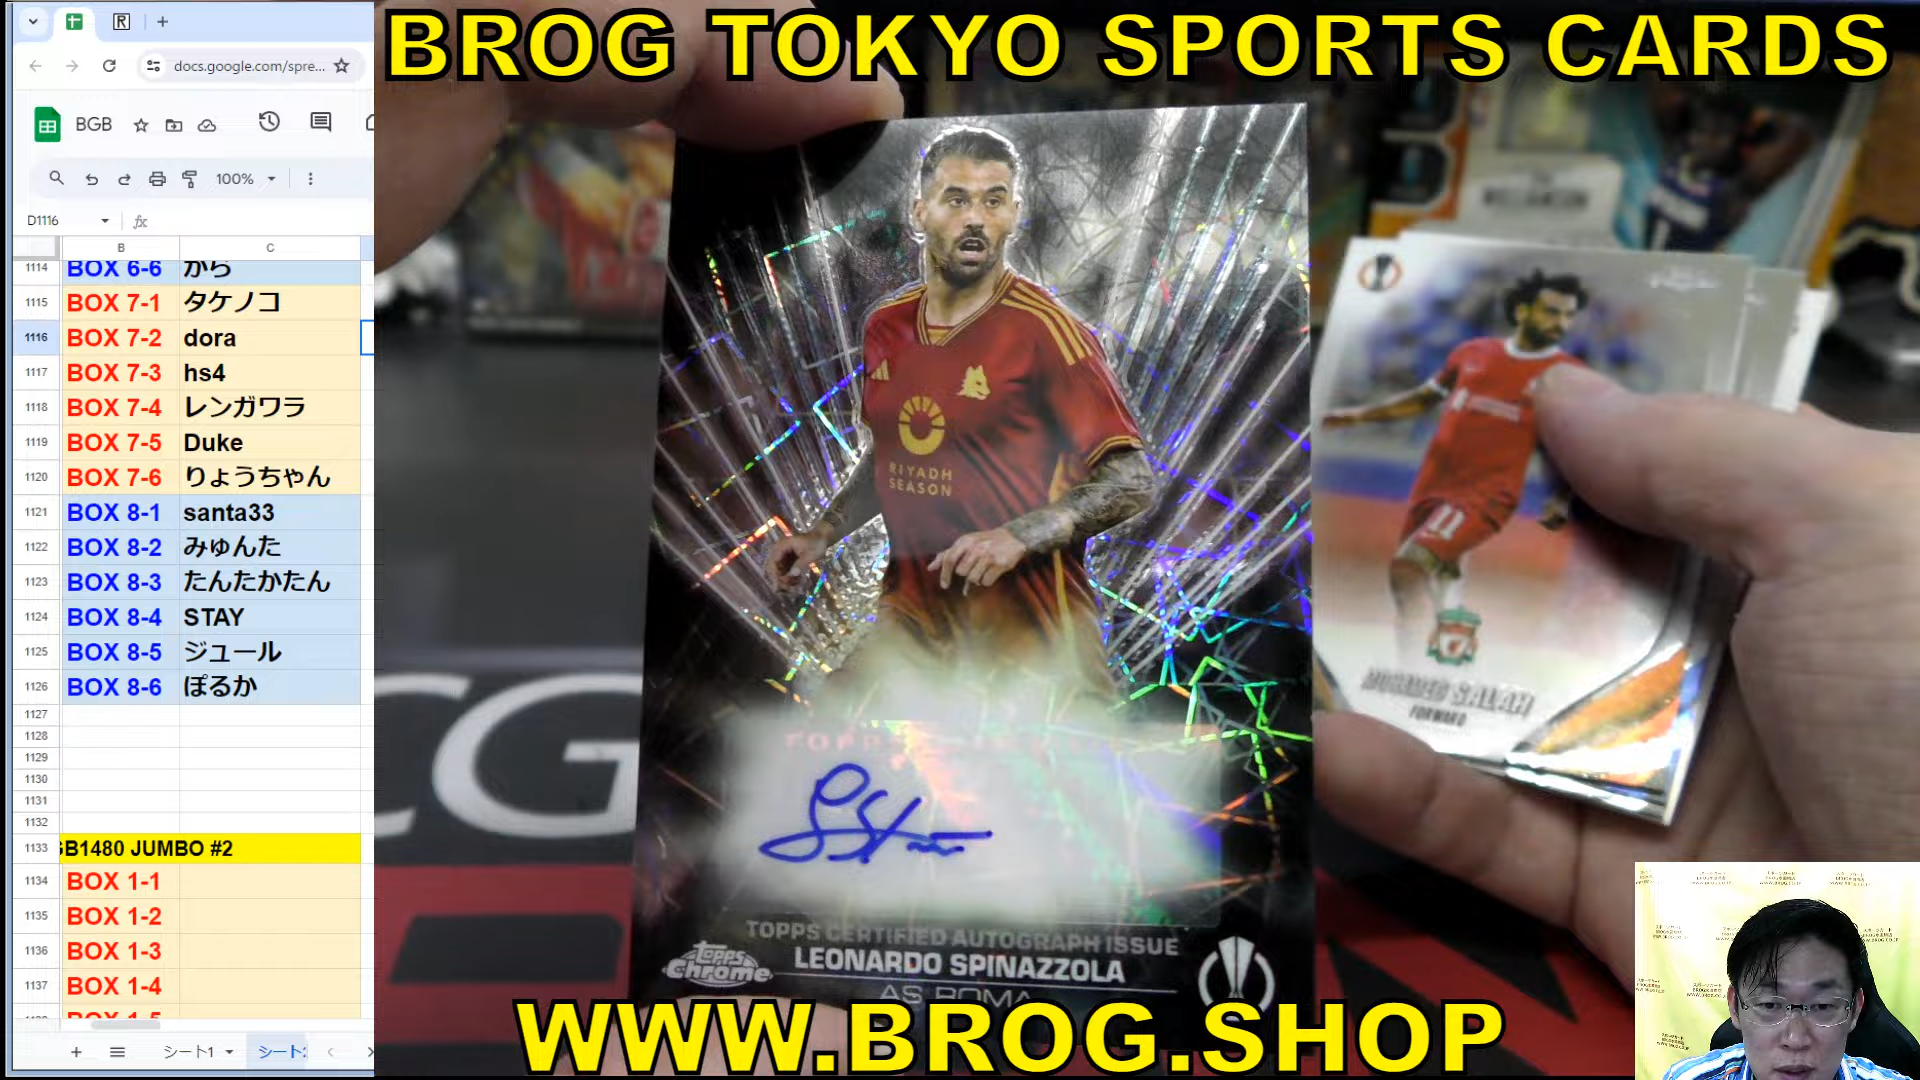 BROG TOKYO SPORTS CARDS
docs.google.com/spre...
BGB
100%
D1116
fx
B C
1114 BOX 6-6 から
1115 BOX 7-1 タケノコ
1116 BOX 7-2 dora
1117 BOX 7-3 hs4
1118 BOX 7-4 レンガワラ
1119 BOX 7-5 Duke
1120 BOX 7-6 りょうちゃん
1121 BOX 8-1 santa33
1122 BOX 8-2 みゅんた
1123 BOX 8-3 たんたかたん
1124 BOX 8-4 STAY
1125 BOX 8-5 ジュール
1126 BOX 8-6 ぽるか
1127
1128
1129
1130
1131
1132
1133 GB1480 JUMBO #2
1134 BOX 1-1
1135 BOX 1-2
1136 BOX 1-3
1137 BOX 1-4
BOX 1-5
シート1
RIYADH
SEASON
TOPPS CERTIFIED AUTOGRAPH ISSUE
Topps
Chrome
LEONARDO SPINAZZOLA
AS ROMA
11
MOHAMED SALAH
FORWARD
CG
WWW.BROG.SHOP